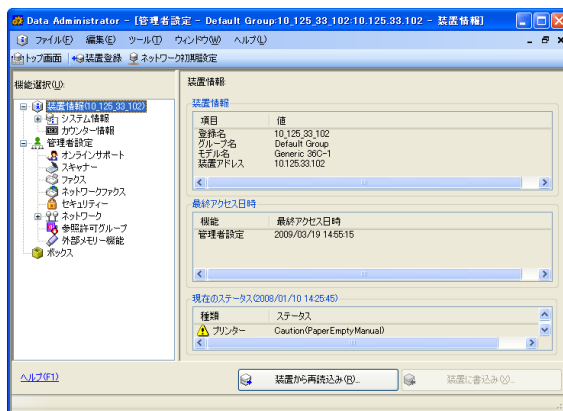 Data Administrator - [管理者設定 - Default Group:10_125_33_102:10.125.33.102 - 装置情報]
ファイル(F) 編集(E) ツール(T) ウィンドウ(W) ヘルプ(L)
トップ画面 装置登録 ネットワーク初期設定
機能選択(U):
装置情報(10_125_33_102)
システム情報
カウンター情報
管理者設定
オンラインサポート
スキャナー
ファクス
ネットワークファクス
セキュリティー
ネットワーク
参照許可グループ
外部メモリー機能
ボックス
装置情報:
装置情報
項目 値
登録名 10_125_33_102
グループ名 Default Group
モデル名 Generic 36C-1
装置アドレス 10.125.33.102
最終アクセス日時
機能 最終アクセス日時
管理者設定 2009/03/19 14:55:15
現在のステータス(2008/01/10 14:25:45)
種類 ステータス
プリンター Caution(PaperEmptyManual)
ヘルプ(F1)
装置から再読込み(R)...
装置に書込み(X)...